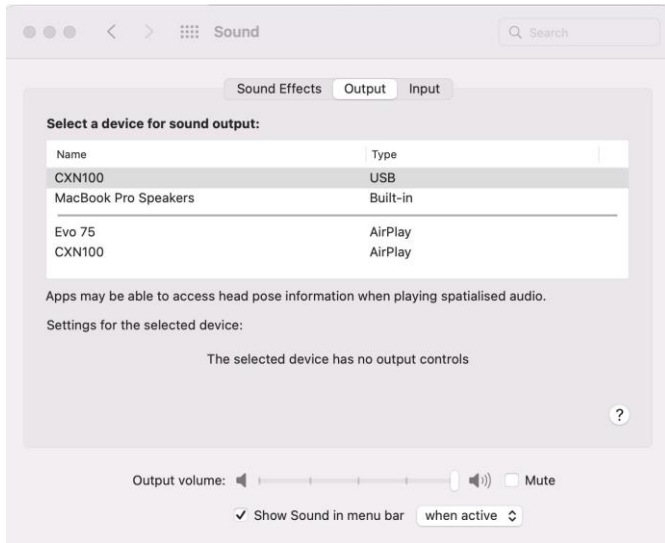 Sound
Search
Sound Effects Output Input
Select a device for sound output:
Name Type
CXN100 USB
MacBook Pro Speakers Built-in
Evo 75 AirPlay
CXN100 AirPlay
Apps may be able to access head pose information when playing spatialised audio.
Settings for the selected device:
The selected device has no output controls
?
Output volume: Mute
Show Sound in menu bar when active